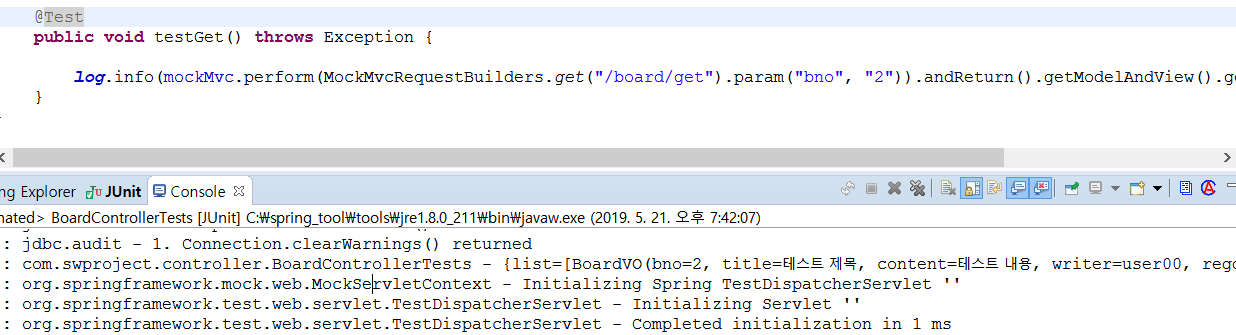 @Test
public void testGet() throws Exception {
log.info(mockMvc.perform(MockMvcRequestBuilders.get("/board/get").param("bno", "2")).andReturn().getModelAndView().g
}
ng Explorer JUnit Console
nated> BoardControllerTests [JUnit] C:\spring_tool\tools\jre1.8.0_211\bin\javaw.exe (2019. 5. 21. 오후 7:42:07)
: jdbc.audit - 1. Connection.clearWarnings() returned
: com.swproject.controller.BoardControllerTests - {list=[BoardVO(bno=2, title=테스트 제목, content=테스트 내용, writer=user00, reg
: org.springframework.mock.web.MockServletContext - Initializing Spring TestDispatcherServlet ''
: org.springframework.test.web.servlet.TestDispatcherServlet - Initializing Servlet ''
: org.springframework.test.web.servlet.TestDispatcherServlet - Completed initialization in 1 ms